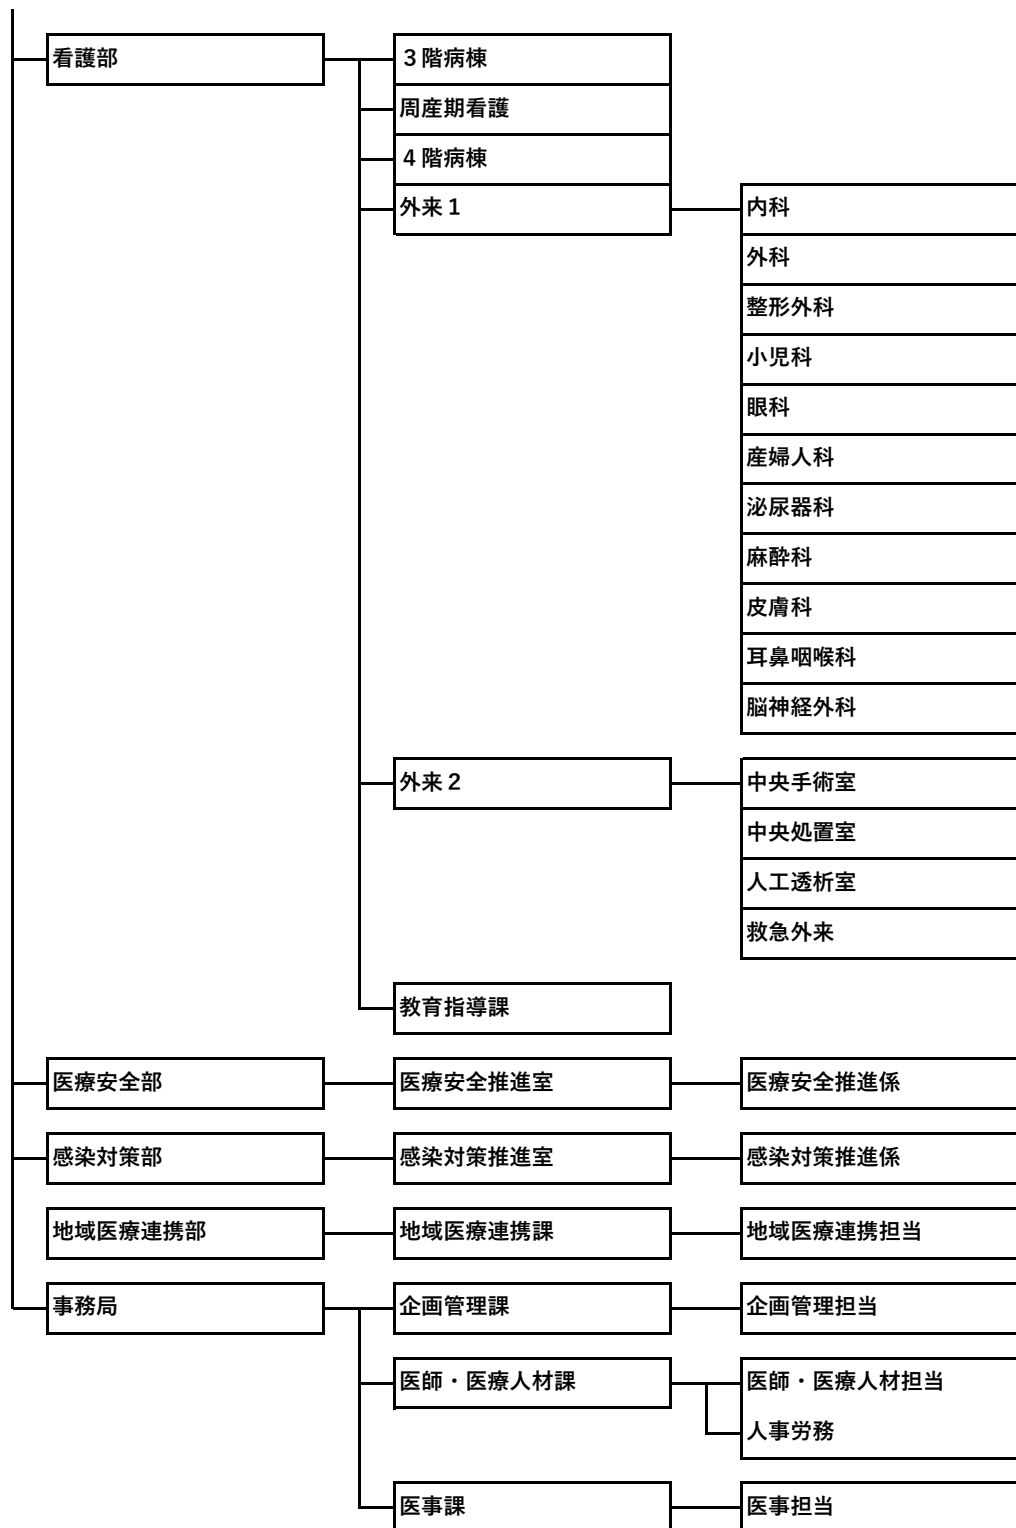 看護部
３階病棟
周産期看護
４階病棟
外来１
内科
外科
整形外科
小児科
眼科
産婦人科
泌尿器科
麻酔科
皮膚科
耳鼻咽喉科
脳神経外科
外来２
中央手術室
中央処置室
人工透析室
救急外来
教育指導課
医療安全部
医療安全推進室
医療安全推進係
感染対策部
感染対策推進室
感染対策推進係
地域医療連携部
地域医療連携課
地域医療連携担当
事務局
企画管理課
企画管理担当
医師・医療人材課
医師・医療人材担当
人事労務
医事課
医事担当